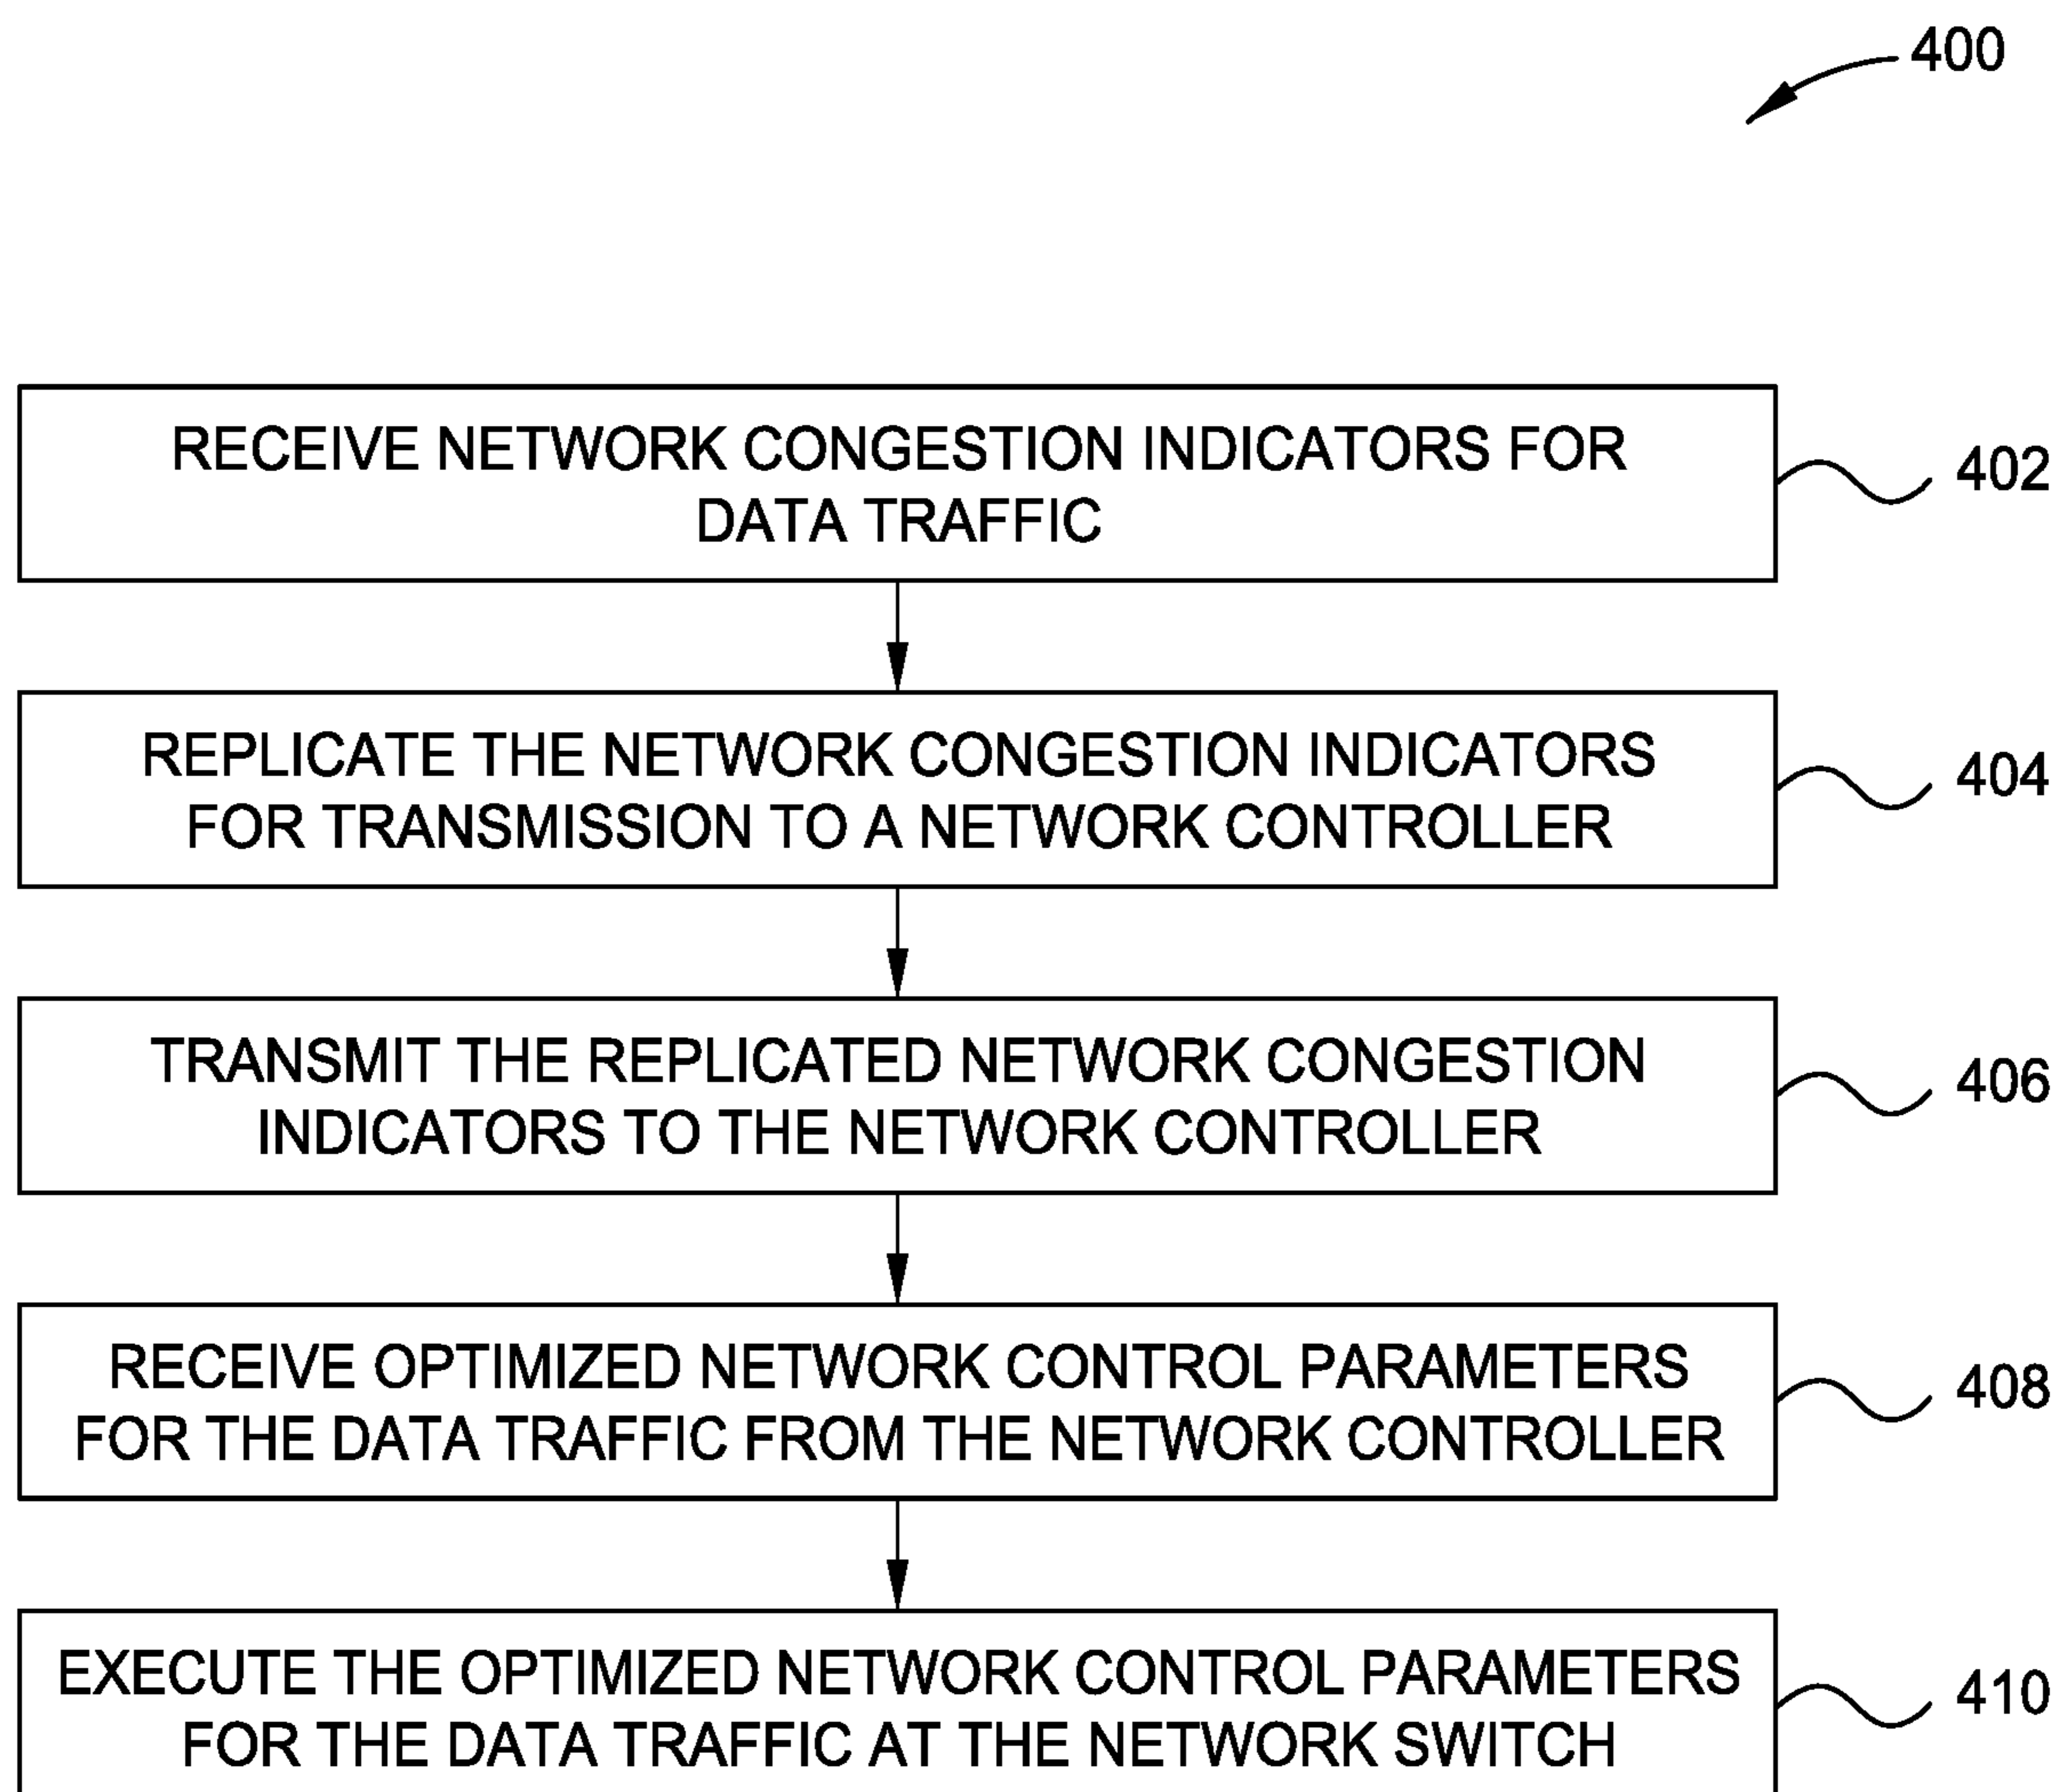 400
RECEIVE NETWORK CONGESTION INDICATORS FOR
DATA TRAFFIC
402
REPLICATE THE NETWORK CONGESTION INDICATORS
FOR TRANSMISSION TO A NETWORK CONTROLLER
404
TRANSMIT THE REPLICATED NETWORK CONGESTION
INDICATORS TO THE NETWORK CONTROLLER
406
RECEIVE OPTIMIZED NETWORK CONTROL PARAMETERS
FOR THE DATA TRAFFIC FROM THE NETWORK CONTROLLER
408
EXECUTE THE OPTIMIZED NETWORK CONTROL PARAMETERS
FOR THE DATA TRAFFIC AT THE NETWORK SWITCH
410